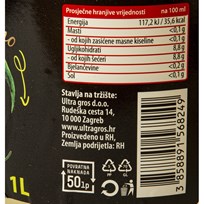 Prosječne hranjive vrijednosti na 100 ml
Energija 117,2 kJ/35,6 kcal
Masti <0,1 g
- od kojih zasićene masne kiseline <0,1 g
Ugljikohidrati 8,8 g
- od kojih šećeri 8,8 g
Bjelančevine <0,2 g
Sol <0,1 g
Stavlja na tržište:
Ultra gros d.o.o.
Rudeška cesta 14,
10 000 Zagreb
www.ultragros.hr
Proizvedeno u RH,
Zemlja podrijetla: RH
POVRATNA
NAKNADA
1L
3 858891 568249